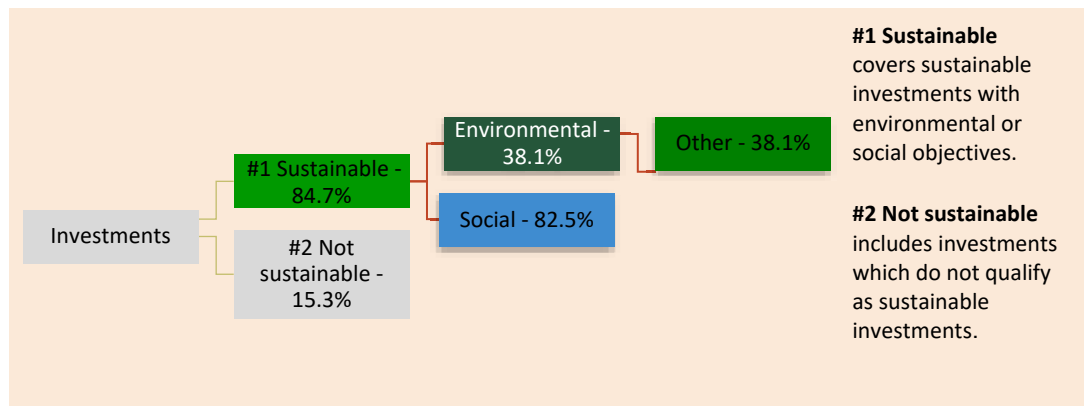 Investments
#1 Sustainable -
84.7%
#2 Not
sustainable -
15.3%
Environmental -
38.1%
Social - 82.5%
Other - 38.1%
#1 Sustainable
covers sustainable
investments with
environmental or
social objectives.
#2 Not sustainable
includes investments
which do not qualify
as sustainable
investments.